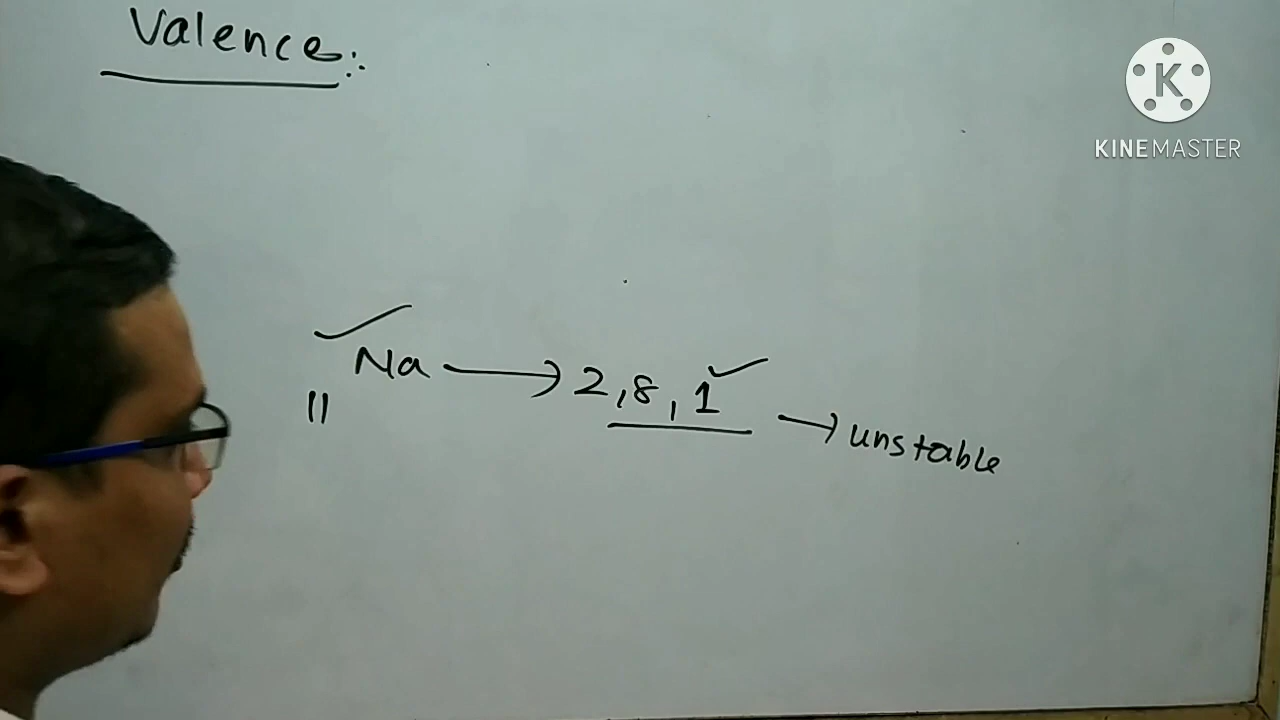 Valence:
K
KINEMASTER
Na → 2,8,1 → unstable
11